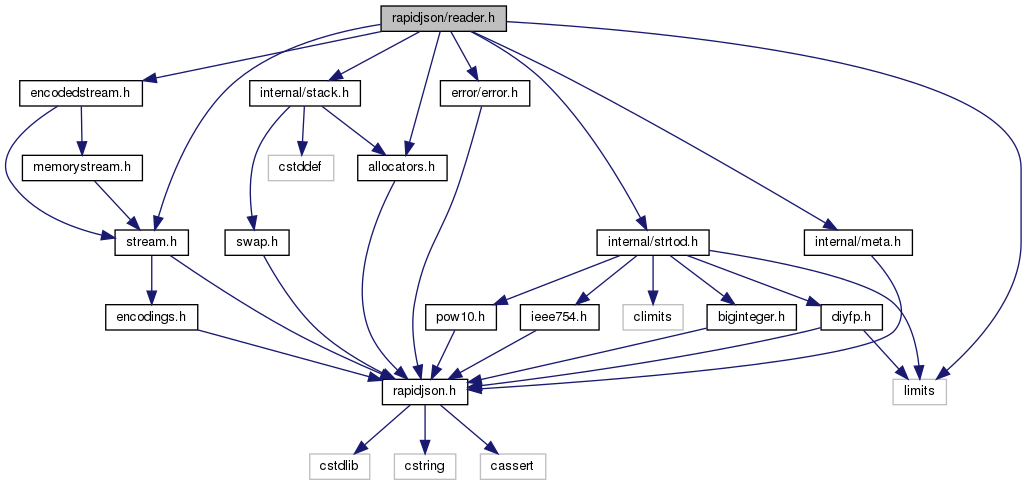 rapidjson/reader.h
encodedstream.h
internal/stack.h
error/error.h
memorystream.h
cstddef
allocators.h
stream.h
swap.h
internal/strtod.h
internal/meta.h
encodings.h
pow10.h
ieee754.h
climits
biginteger.h
diyfp.h
rapidjson.h
limits
cstdlib
cstring
cassert